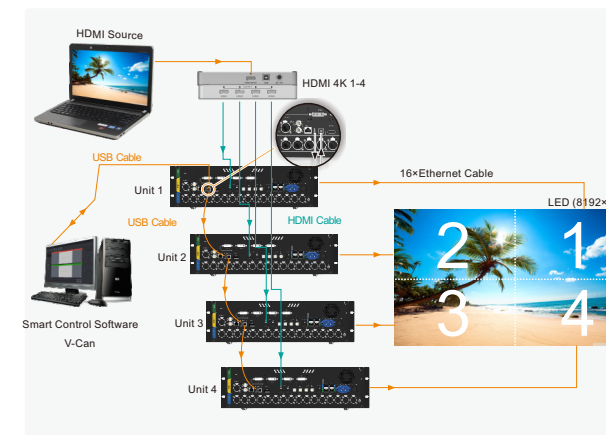 HDMI Source
HDMI 4K 1-4
USB Cable
16×Ethernet Cable
Unit 1
LED (8192×
USB Cable
HDMI Cable
2
1
Unit 2
3
4
Unit 3
Smart Control Software
V-Can
Unit 4